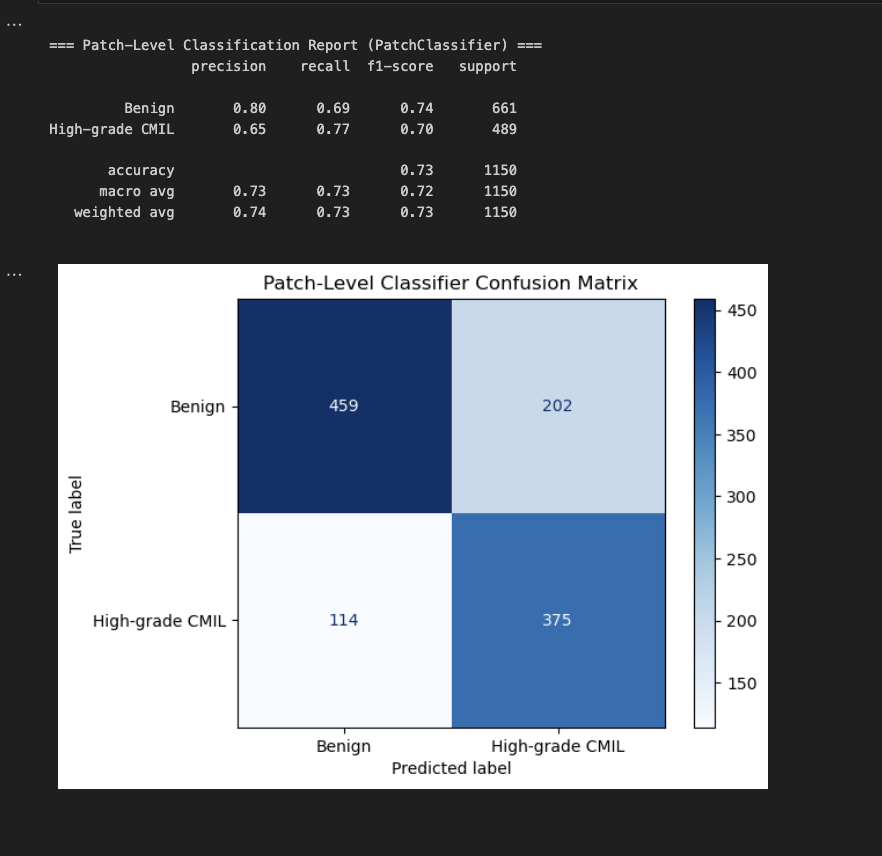 ...
=== Patch-Level Classification Report (PatchClassifier) ===
precision recall f1-score support
Benign 0.80 0.69 0.74 661
High-grade CMIL 0.65 0.77 0.70 489
accuracy 0.73 1150
macro avg 0.73 0.73 0.72 1150
weighted avg 0.74 0.73 0.73 1150
...
Patch-Level Classifier Confusion Matrix
450
400
350
300
250
200
150
Benign
459 202
High-grade CMIL
114 375
True label
Benign High-grade CMIL
Predicted label